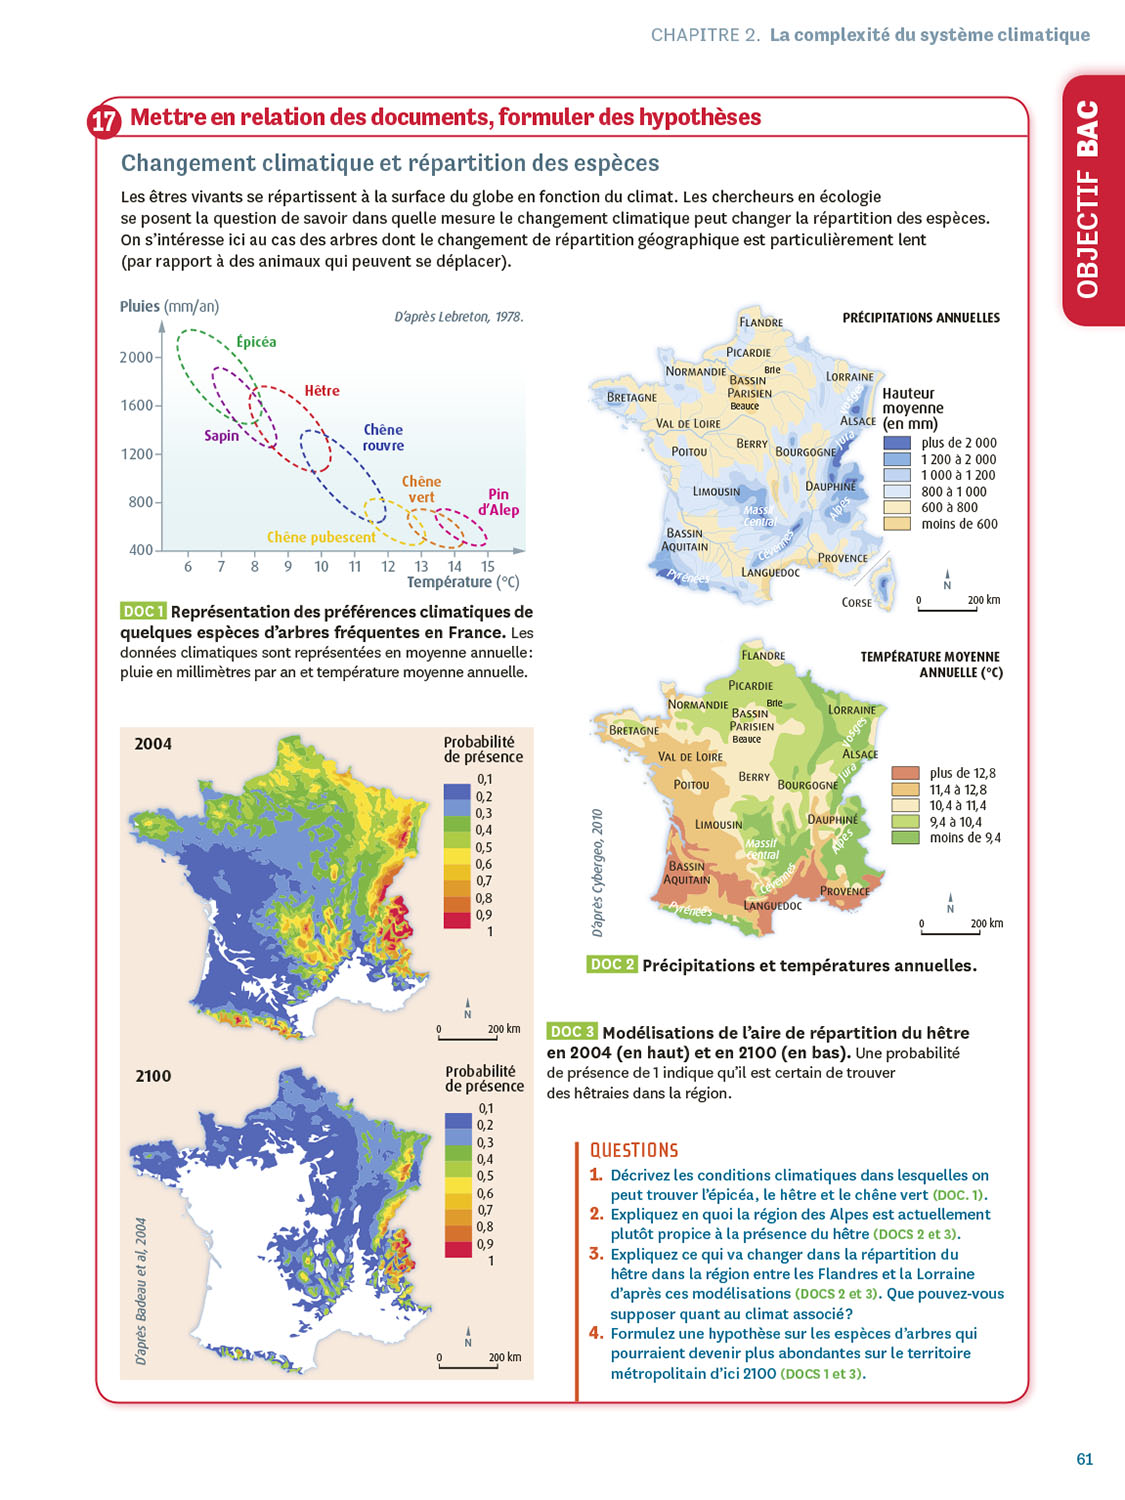 CHAPITRE 2. La complexité du système climatique
OBJECTIF BAC
17 Mettre en relation des documents, formuler des hypothèses
Changement climatique et répartition des espèces
Les êtres vivants se répartissent à la surface du globe en fonction du climat. Les chercheurs en écologie
se posent la question de savoir dans quelle mesure le changement climatique peut changer la répartition des espèces.
On s'intéresse ici au cas des arbres dont le changement de répartition géographique est particulièrement lent
(par rapport à des animaux qui peuvent se déplacer).
Pluies (mm/an)
D'après Lebreton, 1978.
2 000
1600
1200
800
400
Épicéa
Hêtre
Sapin
Chêne
rouvre
Chêne
vert
Pin
d'Alep
Chêne pubescent
6 7 8 9 10 11 12 13 14 15
Température (°C)
DOC 1 Représentation des préférences climatiques de
quelques espèces d'arbres fréquentes en France. Les
données climatiques sont représentées en moyenne annuelle :
pluie en millimètres par an et température moyenne annuelle.
PRÉCIPITATIONS ANNUELLES
FLANDRE
PICARDIE
NORMANDIE
Brie
BASSIN
PARISIEN
Beauce
LORRAINE
BRETAGNE
Vosges
ALSACE
VAL DE LOIRE
BERRY
POITOU
BOURGOGNE
Jura
LIMOUSIN
DAUPHINÉ
Massif
Central
Alpes
BASSIN
AQUITAIN
Cévennes
PROVENCE
Pyrénées
LANGUEDOC
CORSE
Hauteur
moyenne
(en mm)
plus de 2 000
1 200 à 2 000
1 000 à 1 200
800 à 1 000
600 à 800
moins de 600
N
0 200 km
TEMPÉRATURE MOYENNE
ANNUELLE (°C)
FLANDRE
PICARDIE
NORMANDIE
Brie
BASSIN
PARISIEN
Beauce
LORRAINE
BRETAGNE
Vosges
ALSACE
VAL DE LOIRE
BERRY
POITOU
BOURGOGNE
Jura
LIMOUSIN
DAUPHINÉ
Massif
Central
Alpes
BASSIN
AQUITAIN
Cévennes
PROVENCE
Pyrénées
LANGUEDOC
plus de 12,8
11,4 à 12,8
10,4 à 11,4
9,4 à 10,4
moins de 9,4
N
0 200 km
D'après Cybergeo, 2010
DOC 2 Précipitations et températures annuelles.
2004
Probabilité
de présence
0,1
0,2
0,3
0,4
0,5
0,6
0,7
0,8
0,9
1
N
0 200 km
2100
Probabilité
de présence
0,1
0,2
0,3
0,4
0,5
0,6
0,7
0,8
0,9
1
N
0 200 km
D'après Badeau et al, 2004
DOC 3 Modélisations de l'aire de répartition du hêtre
en 2004 (en haut) et en 2100 (en bas). Une probabilité
de présence de 1 indique qu'il est certain de trouver
des hêtraies dans la région.
QUESTIONS
1. Décrivez les conditions climatiques dans lesquelles on
peut trouver l'épicéa, le hêtre et le chêne vert (DOC. 1).
2. Expliquez en quoi la région des Alpes est actuellement
plutôt propice à la présence du hêtre (DOCS 2 et 3).
3. Expliquez ce qui va changer dans la répartition du
hêtre dans la région entre les Flandres et la Lorraine
d'après ces modélisations (DOCS 2 et 3). Que pouvez-vous
supposer quant au climat associé ?
4. Formulez une hypothèse sur les espèces d'arbres qui
pourraient devenir plus abondantes sur le territoire
métropolitain d'ici 2100 (DOCS 1 et 3).
61